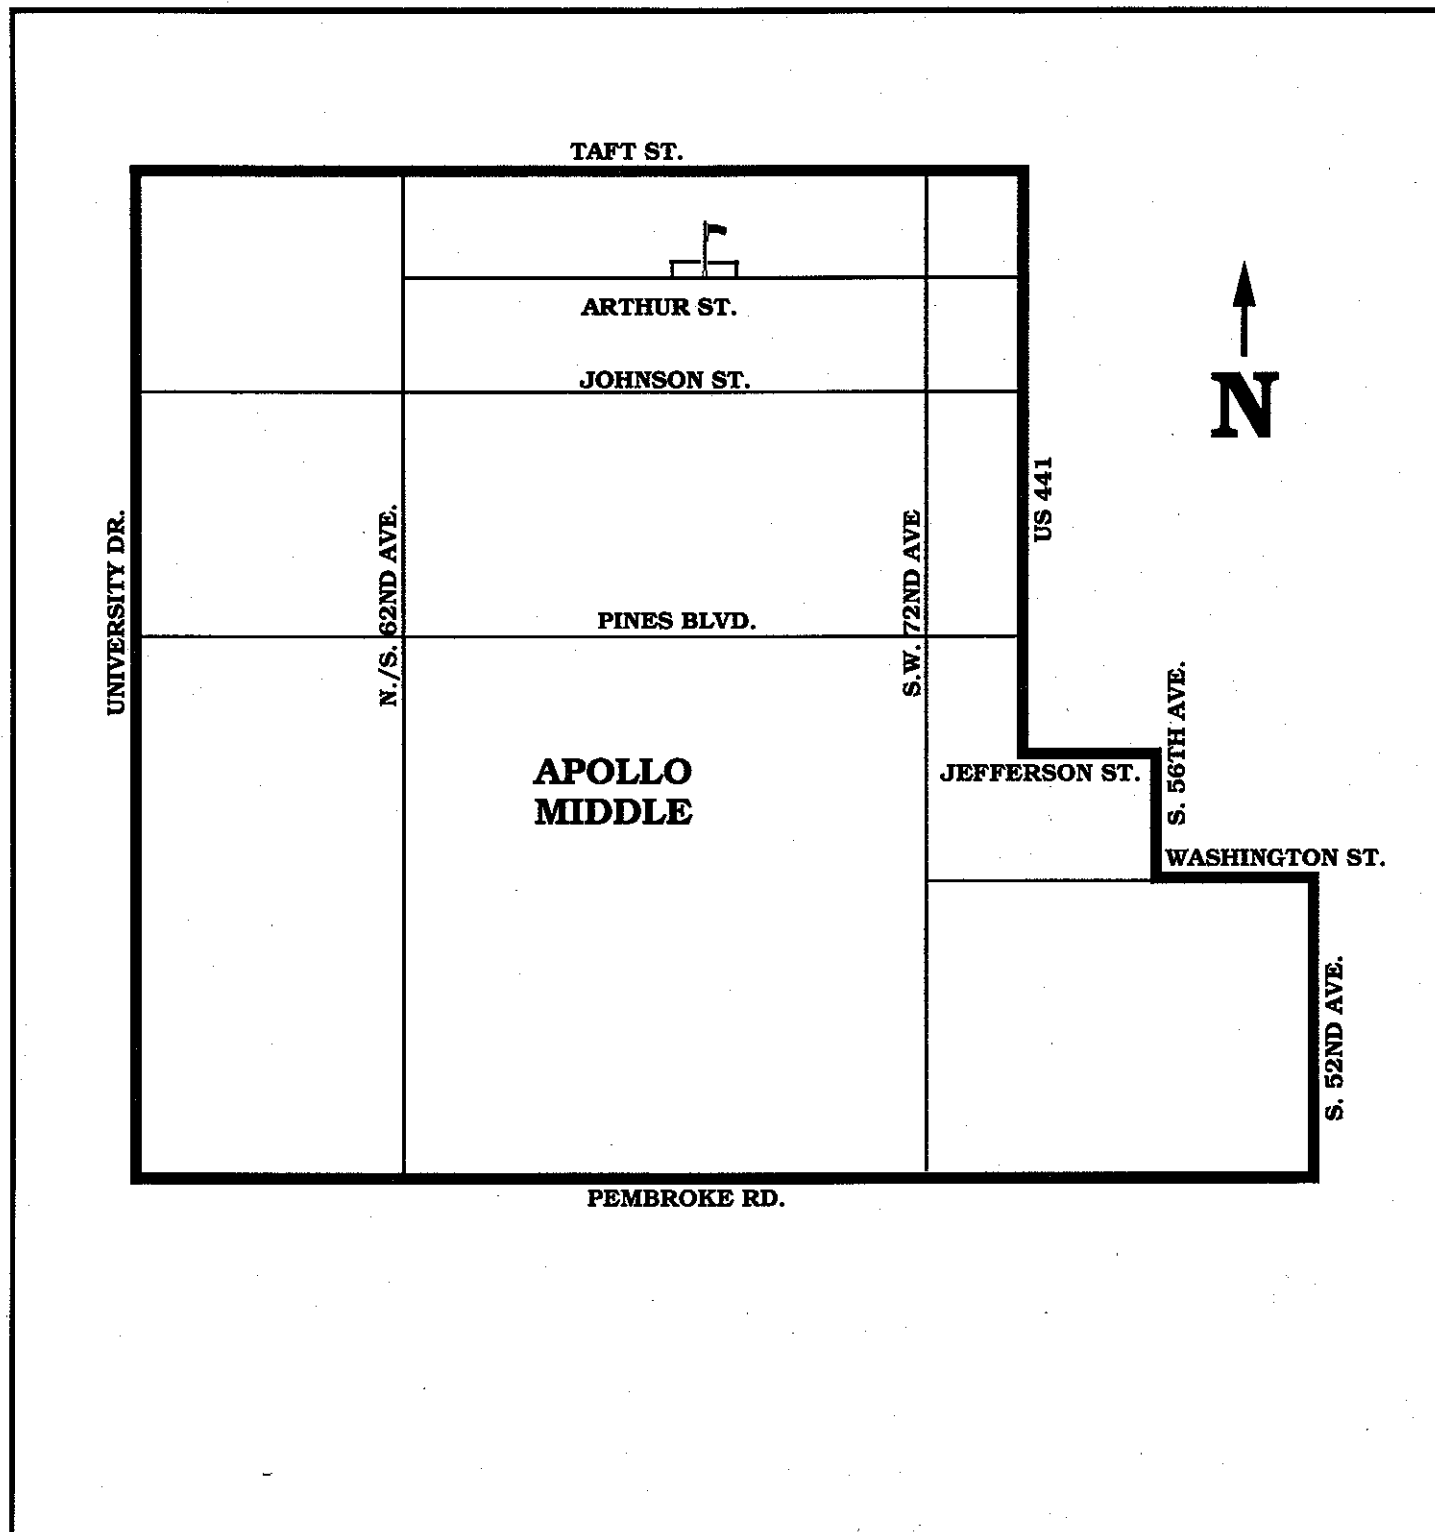 TAFT ST.
ARTHUR ST.
JOHNSON ST.
N
US 441
UNIVERSITY DR.
N./S. 62ND AVE.
S.W. 72ND AVE
PINES BLVD.
S. 56TH AVE.
APOLLO
MIDDLE
JEFFERSON ST.
WASHINGTON ST.
S. 52ND AVE.
PEMBROKE RD.